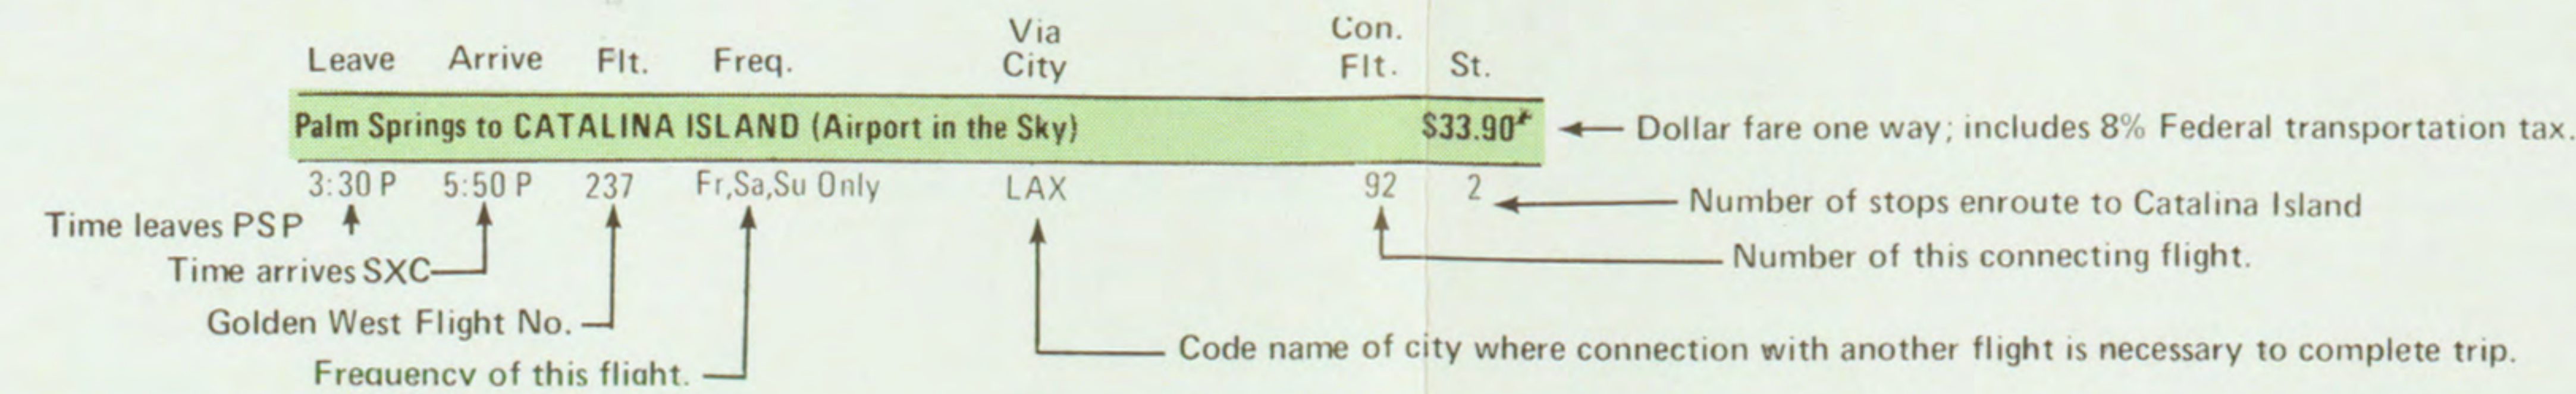 Leave Arrive Flt. Freq. Via City Con. Flt. St.
Palm Springs to CATALINA ISLAND (Airport in the Sky) $33.90* Dollar fare one way; includes 8% Federal transportation tax.
3:30 P 5:50 P 237 Fr,Sa,Su Only LAX 92 2
Number of stops enroute to Catalina Island
Time leaves PSP
Number of this connecting flight.
Time arrives SXC
Golden West Flight No.
Code name of city where connection with another flight is necessary to complete trip.
Frequency of this flight.